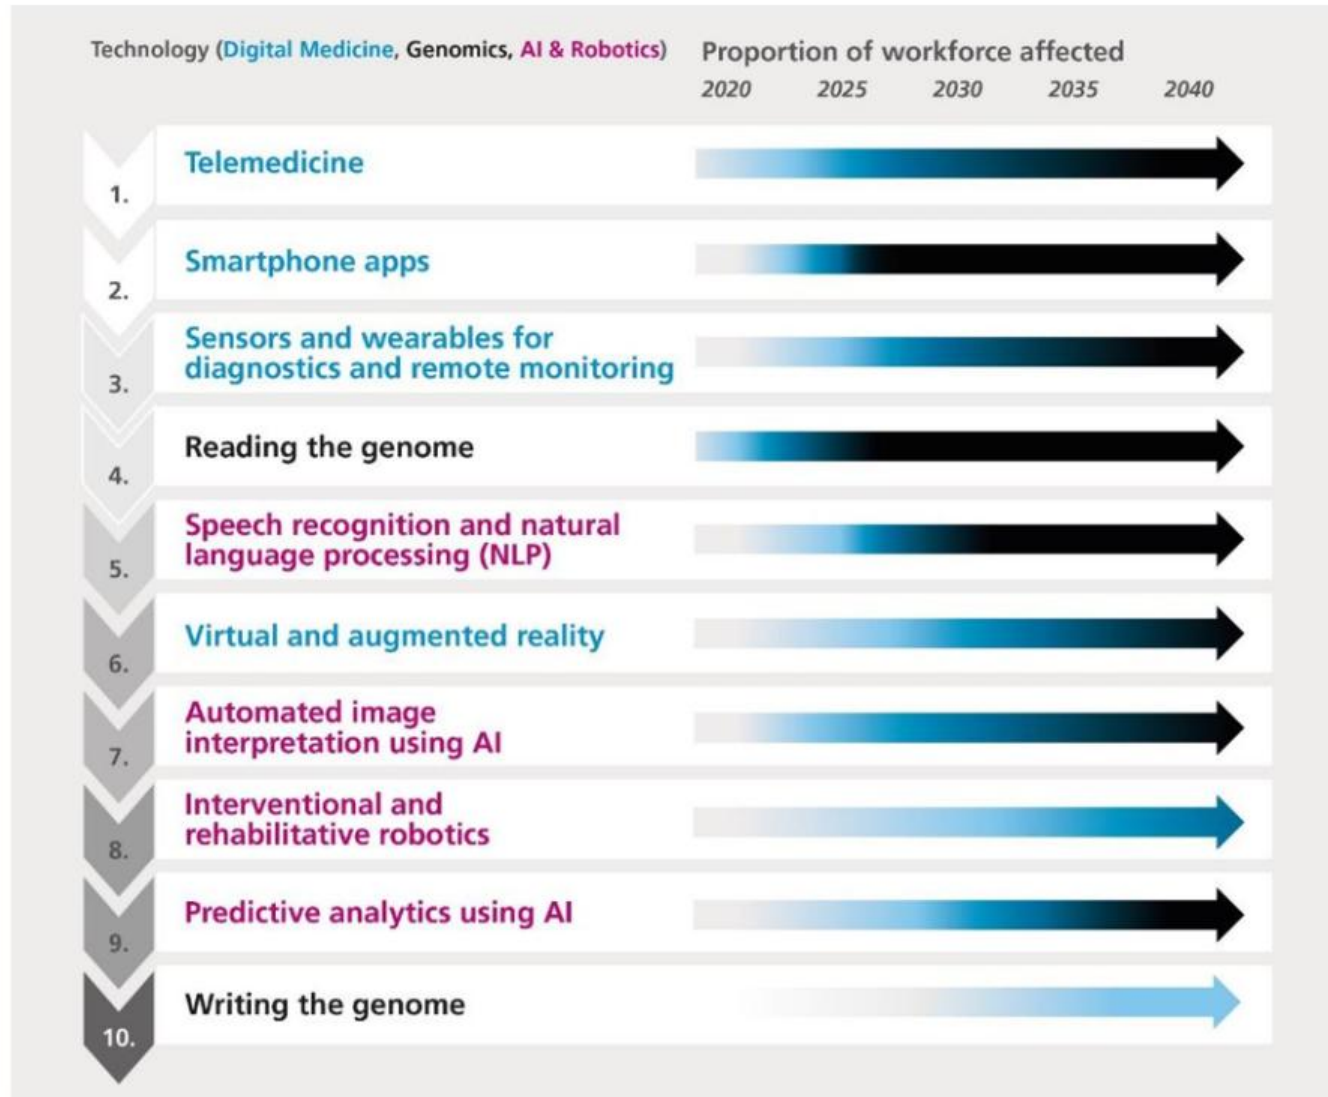 Technology (Digital Medicine, Genomics, AI & Robotics)
Proportion of workforce affected
2020 2025 2030 2035 2040
1.
Telemedicine
2.
Smartphone apps
3.
Sensors and wearables for
diagnostics and remote monitoring
4.
Reading the genome
5.
Speech recognition and natural
language processing (NLP)
6.
Virtual and augmented reality
7.
Automated image
interpretation using AI
8.
Interventional and
rehabilitative robotics
9.
Predictive analytics using AI
10.
Writing the genome